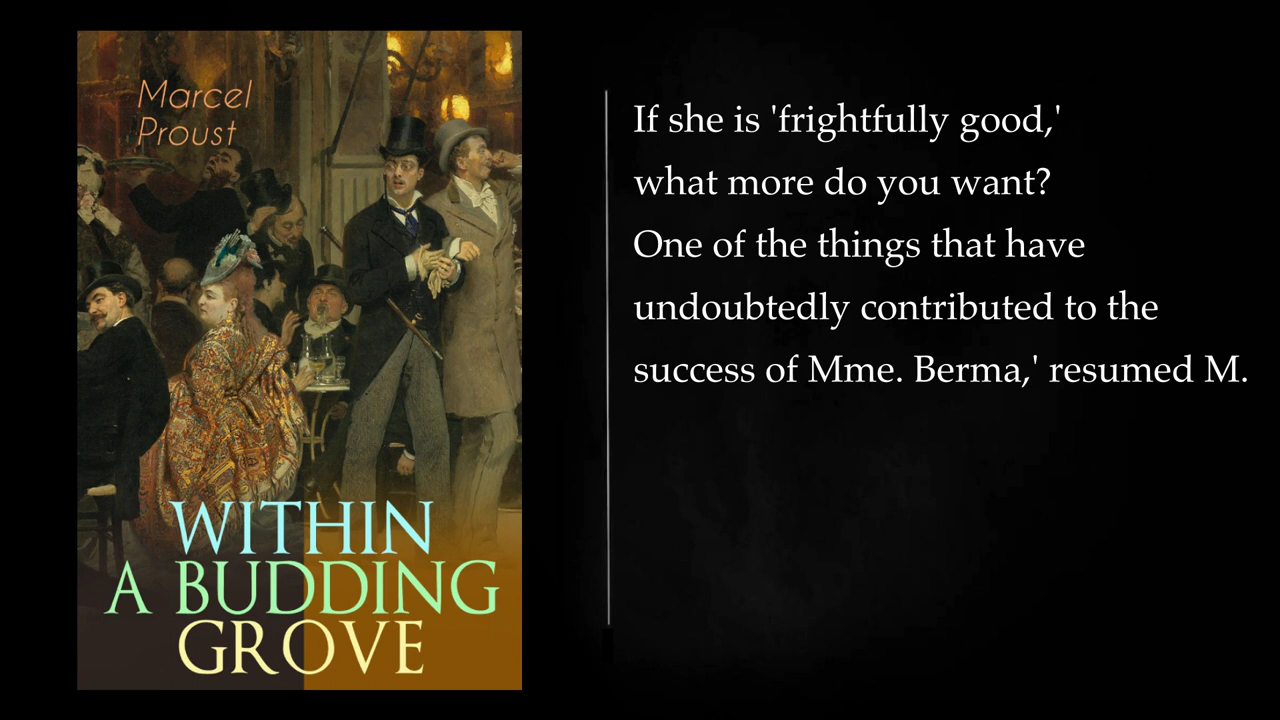 Marcel
Proust
WITHIN
A BUDDING
GROVE
If she is 'frightfully good,'
what more do you want?
One of the things that have
undoubtedly contributed to the
success of Mme. Berma,' resumed M.